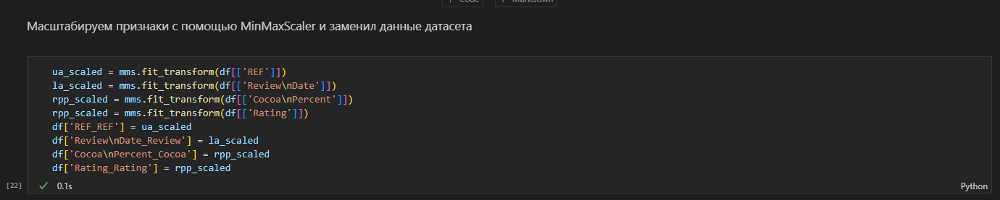 Code
Markdown
Масштабируем признаки с помощью MinMaxScaler и заменил данные датасета
ua_scaled = mms.fit_transform(df[['REF']])
la_scaled = mms.fit_transform(df[['Review\nDate']])
rpp_scaled = mms.fit_transform(df[['Cocoa\nPercent']])
rpp_scaled = mms.fit_transform(df[['Rating']])
df['REF_REF'] = ua_scaled
df['Review\nDate_Review'] = la_scaled
df['Cocoa\nPercent_Cocoa'] = rpp_scaled
df['Rating_Rating'] = rpp_scaled
[22]
0.1s
Python